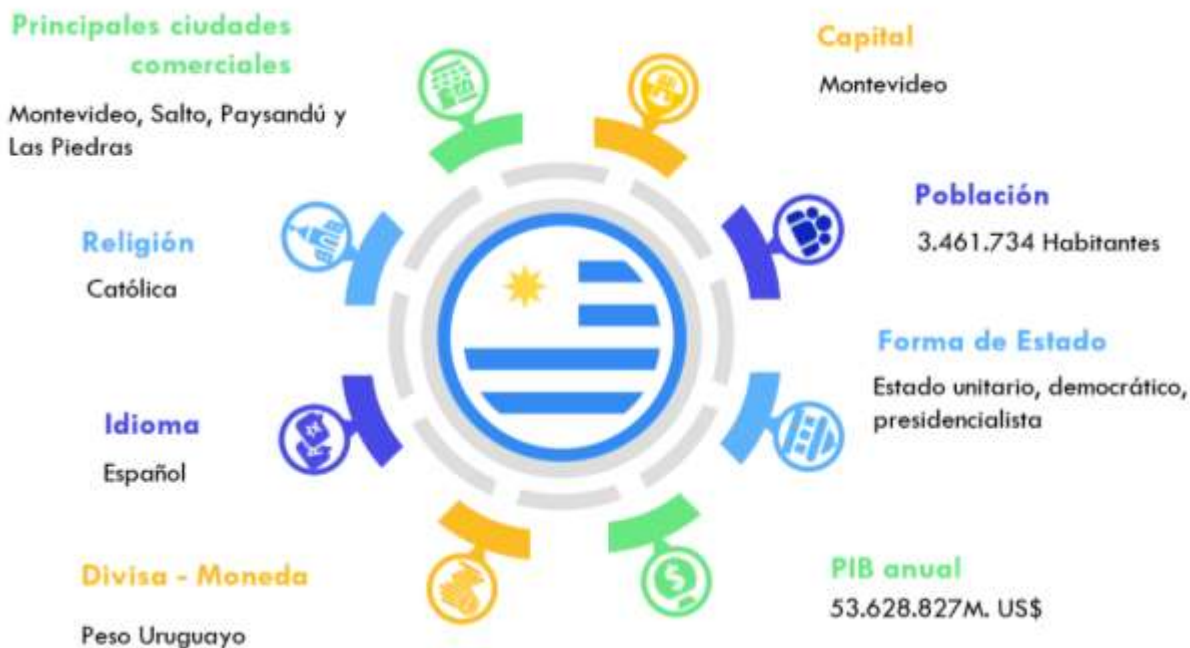 Principales ciudades
comerciales
Montevideo, Salto, Paysandú y
Las Piedras
Religión
Católica
Idioma
Español
Divisa - Moneda
Peso Uruguayo
Capital
Montevideo
Población
3.461.734 Habitantes
Forma de Estado
Estado unitario, democrático,
presidencialista
PIB anual
53.628.827M. US$